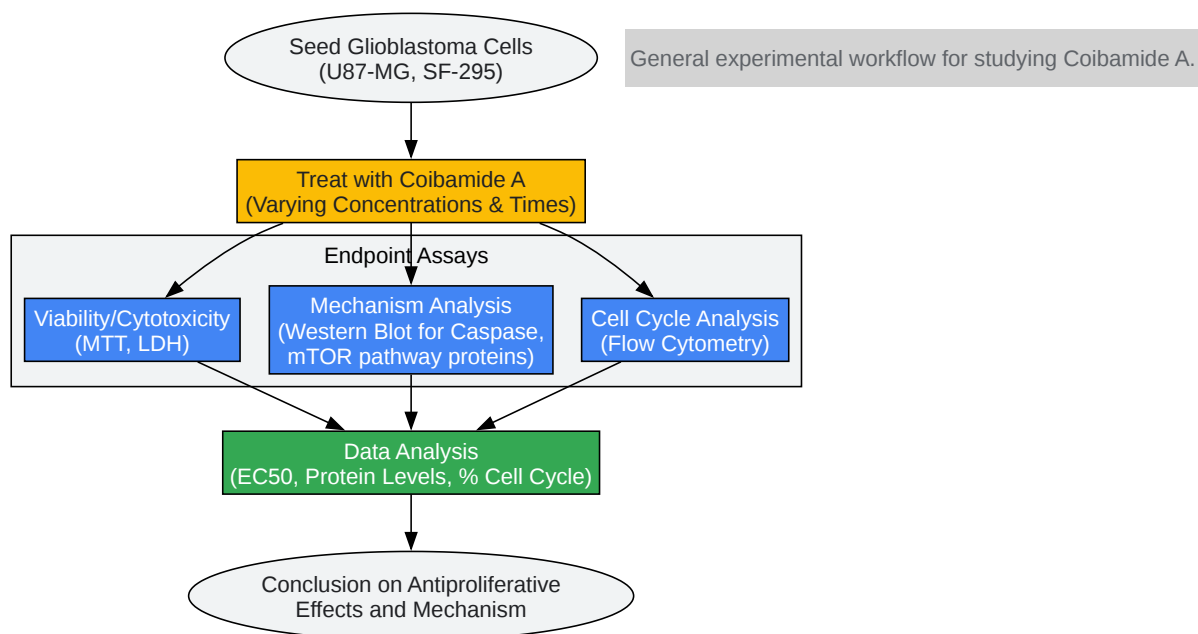 Seed Glioblastoma Cells
(U87-MG, SF-295)
General experimental workflow for studying Coibamide A.
Treat with Coibamide A
(Varying Concentrations & Times)
Endpoint Assays
Viability/Cytotoxicity
(MTT, LDH)
Mechanism Analysis
(Western Blot for Caspase,
mTOR pathway proteins)
Cell Cycle Analysis
(Flow Cytometry)
Data Analysis
(EC50, Protein Levels, % Cell Cycle)
Conclusion on Antiproliferative
Effects and Mechanism